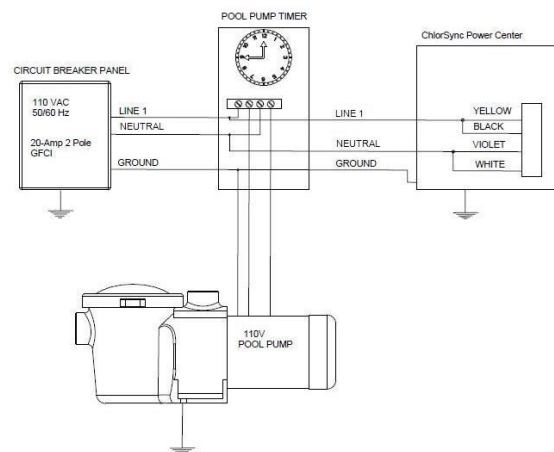 POOL PUMP TIMER
ChlorSync Power Center
CIRCUIT BREAKER PANEL
110 VAC
50/60 Hz
20-Amp 2 Pole
GFCI
LINE 1
NEUTRAL
GROUND
LINE 1
NEUTRAL
GROUND
YELLOW
BLACK
VIOLET
WHITE
110V
POOL PUMP